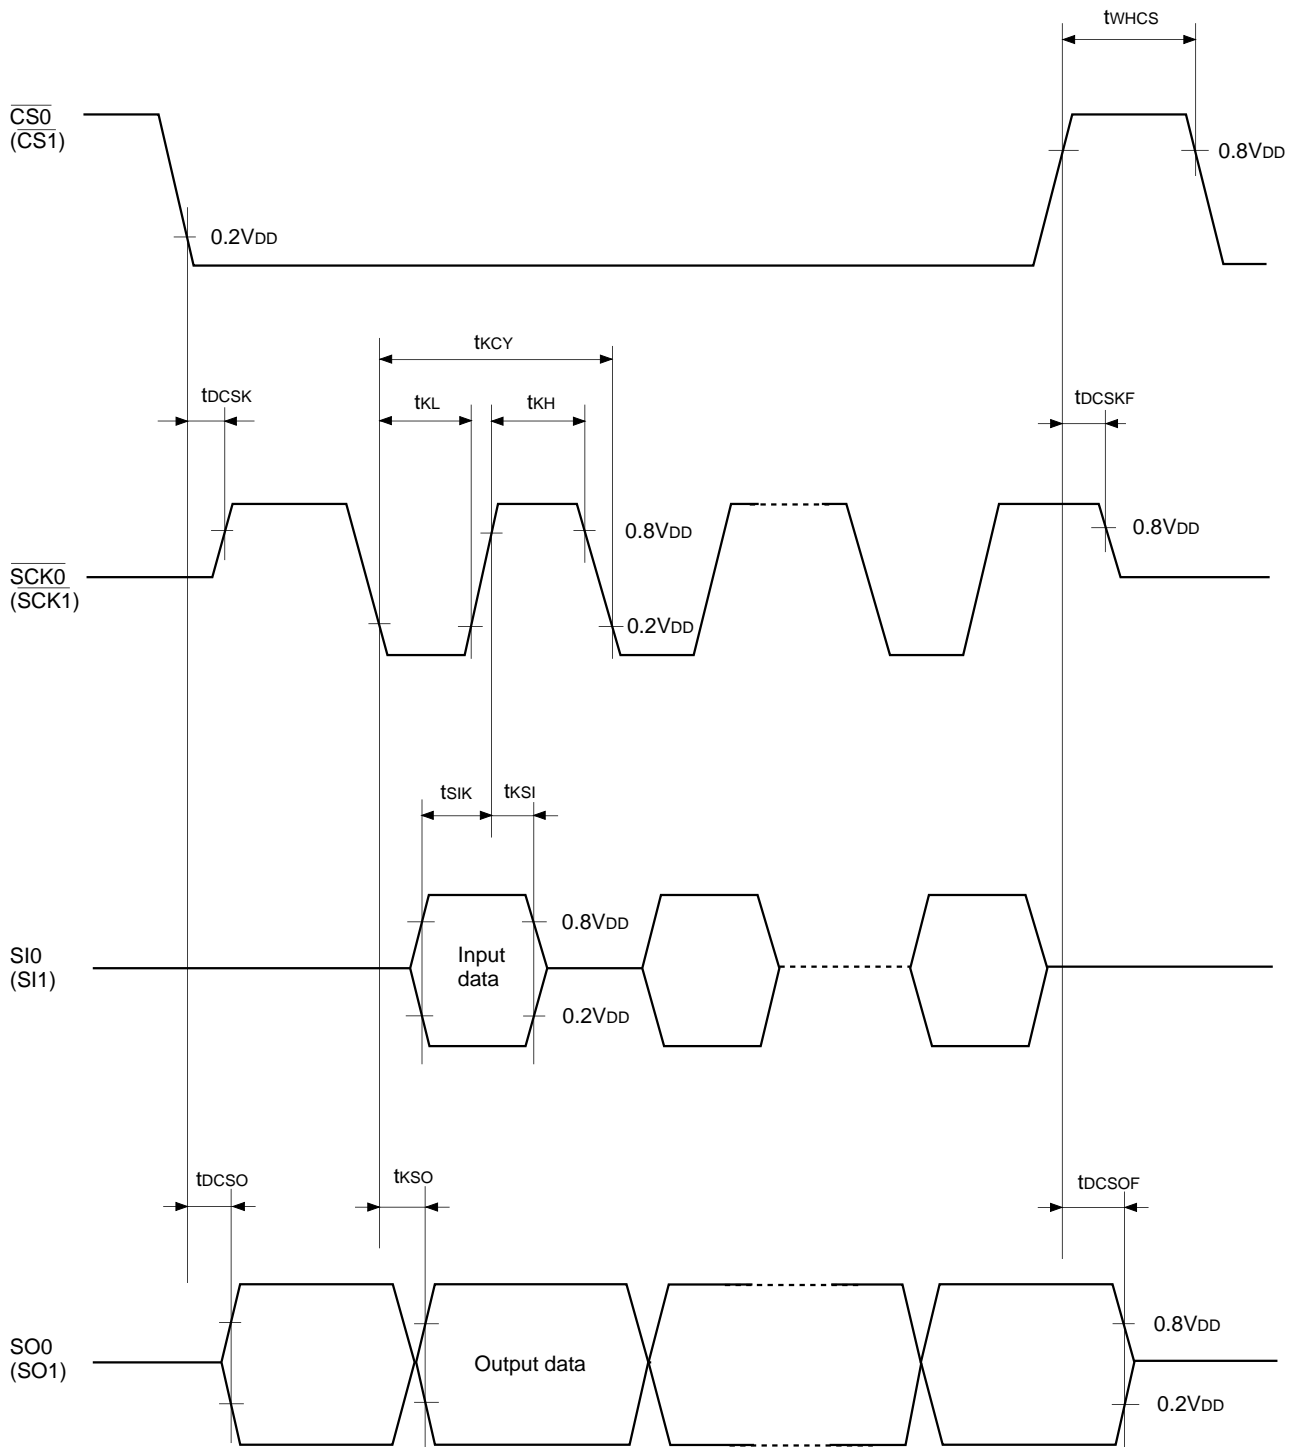 tWHCS
CS0
(CS1)
0.8VDD
0.2VDD
tKCY
tDCSK
tKL
tKH
tDCSKF
0.8VDD
0.8VDD
SCK0
(SCK1)
0.2VDD
tSIK
tKSI
0.8VDD
SI0
(SI1)
Input
data
0.2VDD
tDCSO
tKSO
tDCSOF
0.8VDD
SO0
(SO1)
Output data
0.2VDD